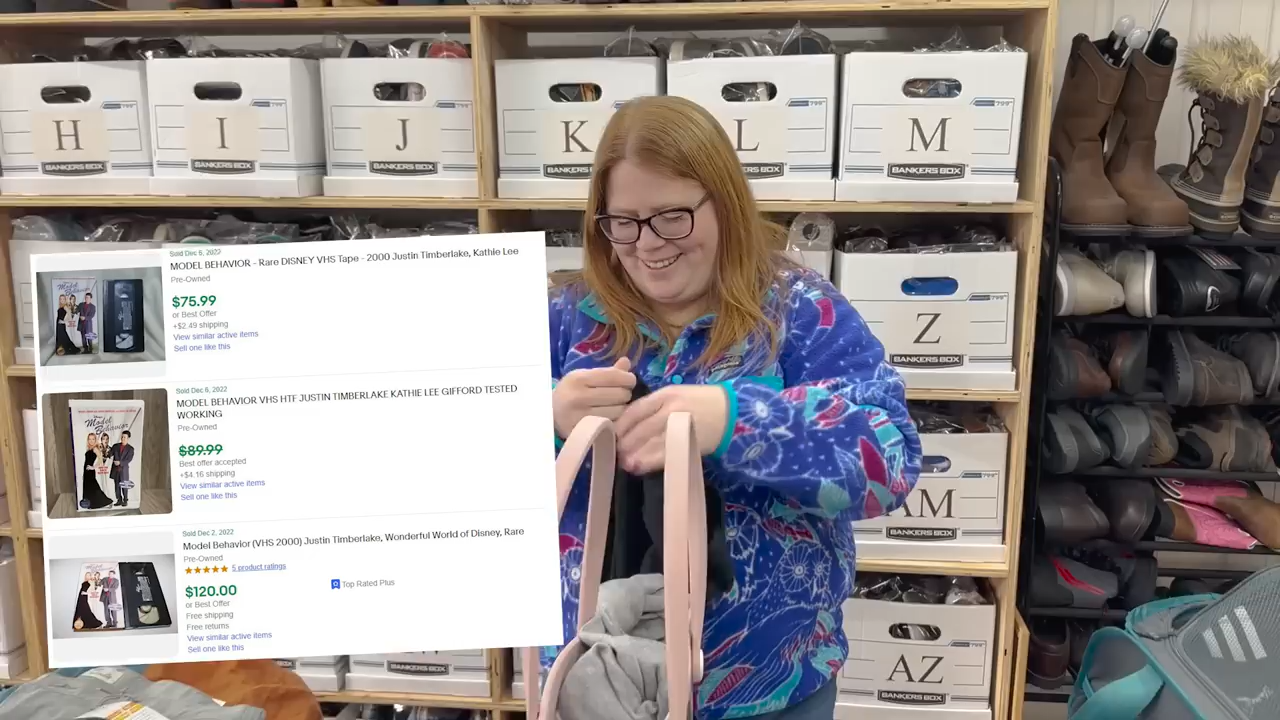 H
I
J
K
L
M
BANKERS BOX
BANKERS BOX
BANKERS BOX
BANKERS BOX
BANKERS BOX
Sold Dec 6, 2022
MODEL BEHAVIOR - Rare DISNEY VHS Tape - 2000 Justin Timberlake, Kathie Lee
Pre-Owned
$75.99
or Best Offer
+$2.49 shipping
View similar active items
Sell one like this
Sold Dec 6, 2022
MODEL BEHAVIOR VHS HTF JUSTIN TIMBERLAKE KATHIE LEE GIFFORD TESTED
WORKING
Pre-Owned
$89.99
Best offer accepted
+$4.16 shipping
View similar active items
Sell one like this
Sold Dec 2, 2022
Model Behavior (VHS 2000) Justin Timberlake, Wonderful World of Disney, Rare
Pre-Owned
5 product ratings
Top Rated Plus
$120.00
or Best Offer
Free shipping
Free returns
View similar active items
Sell one like this
Model
Behavior
Z
BANKERS BOX
AM
BANKERS BOX
AZ
BANKERS BOX
BANKERS BOX